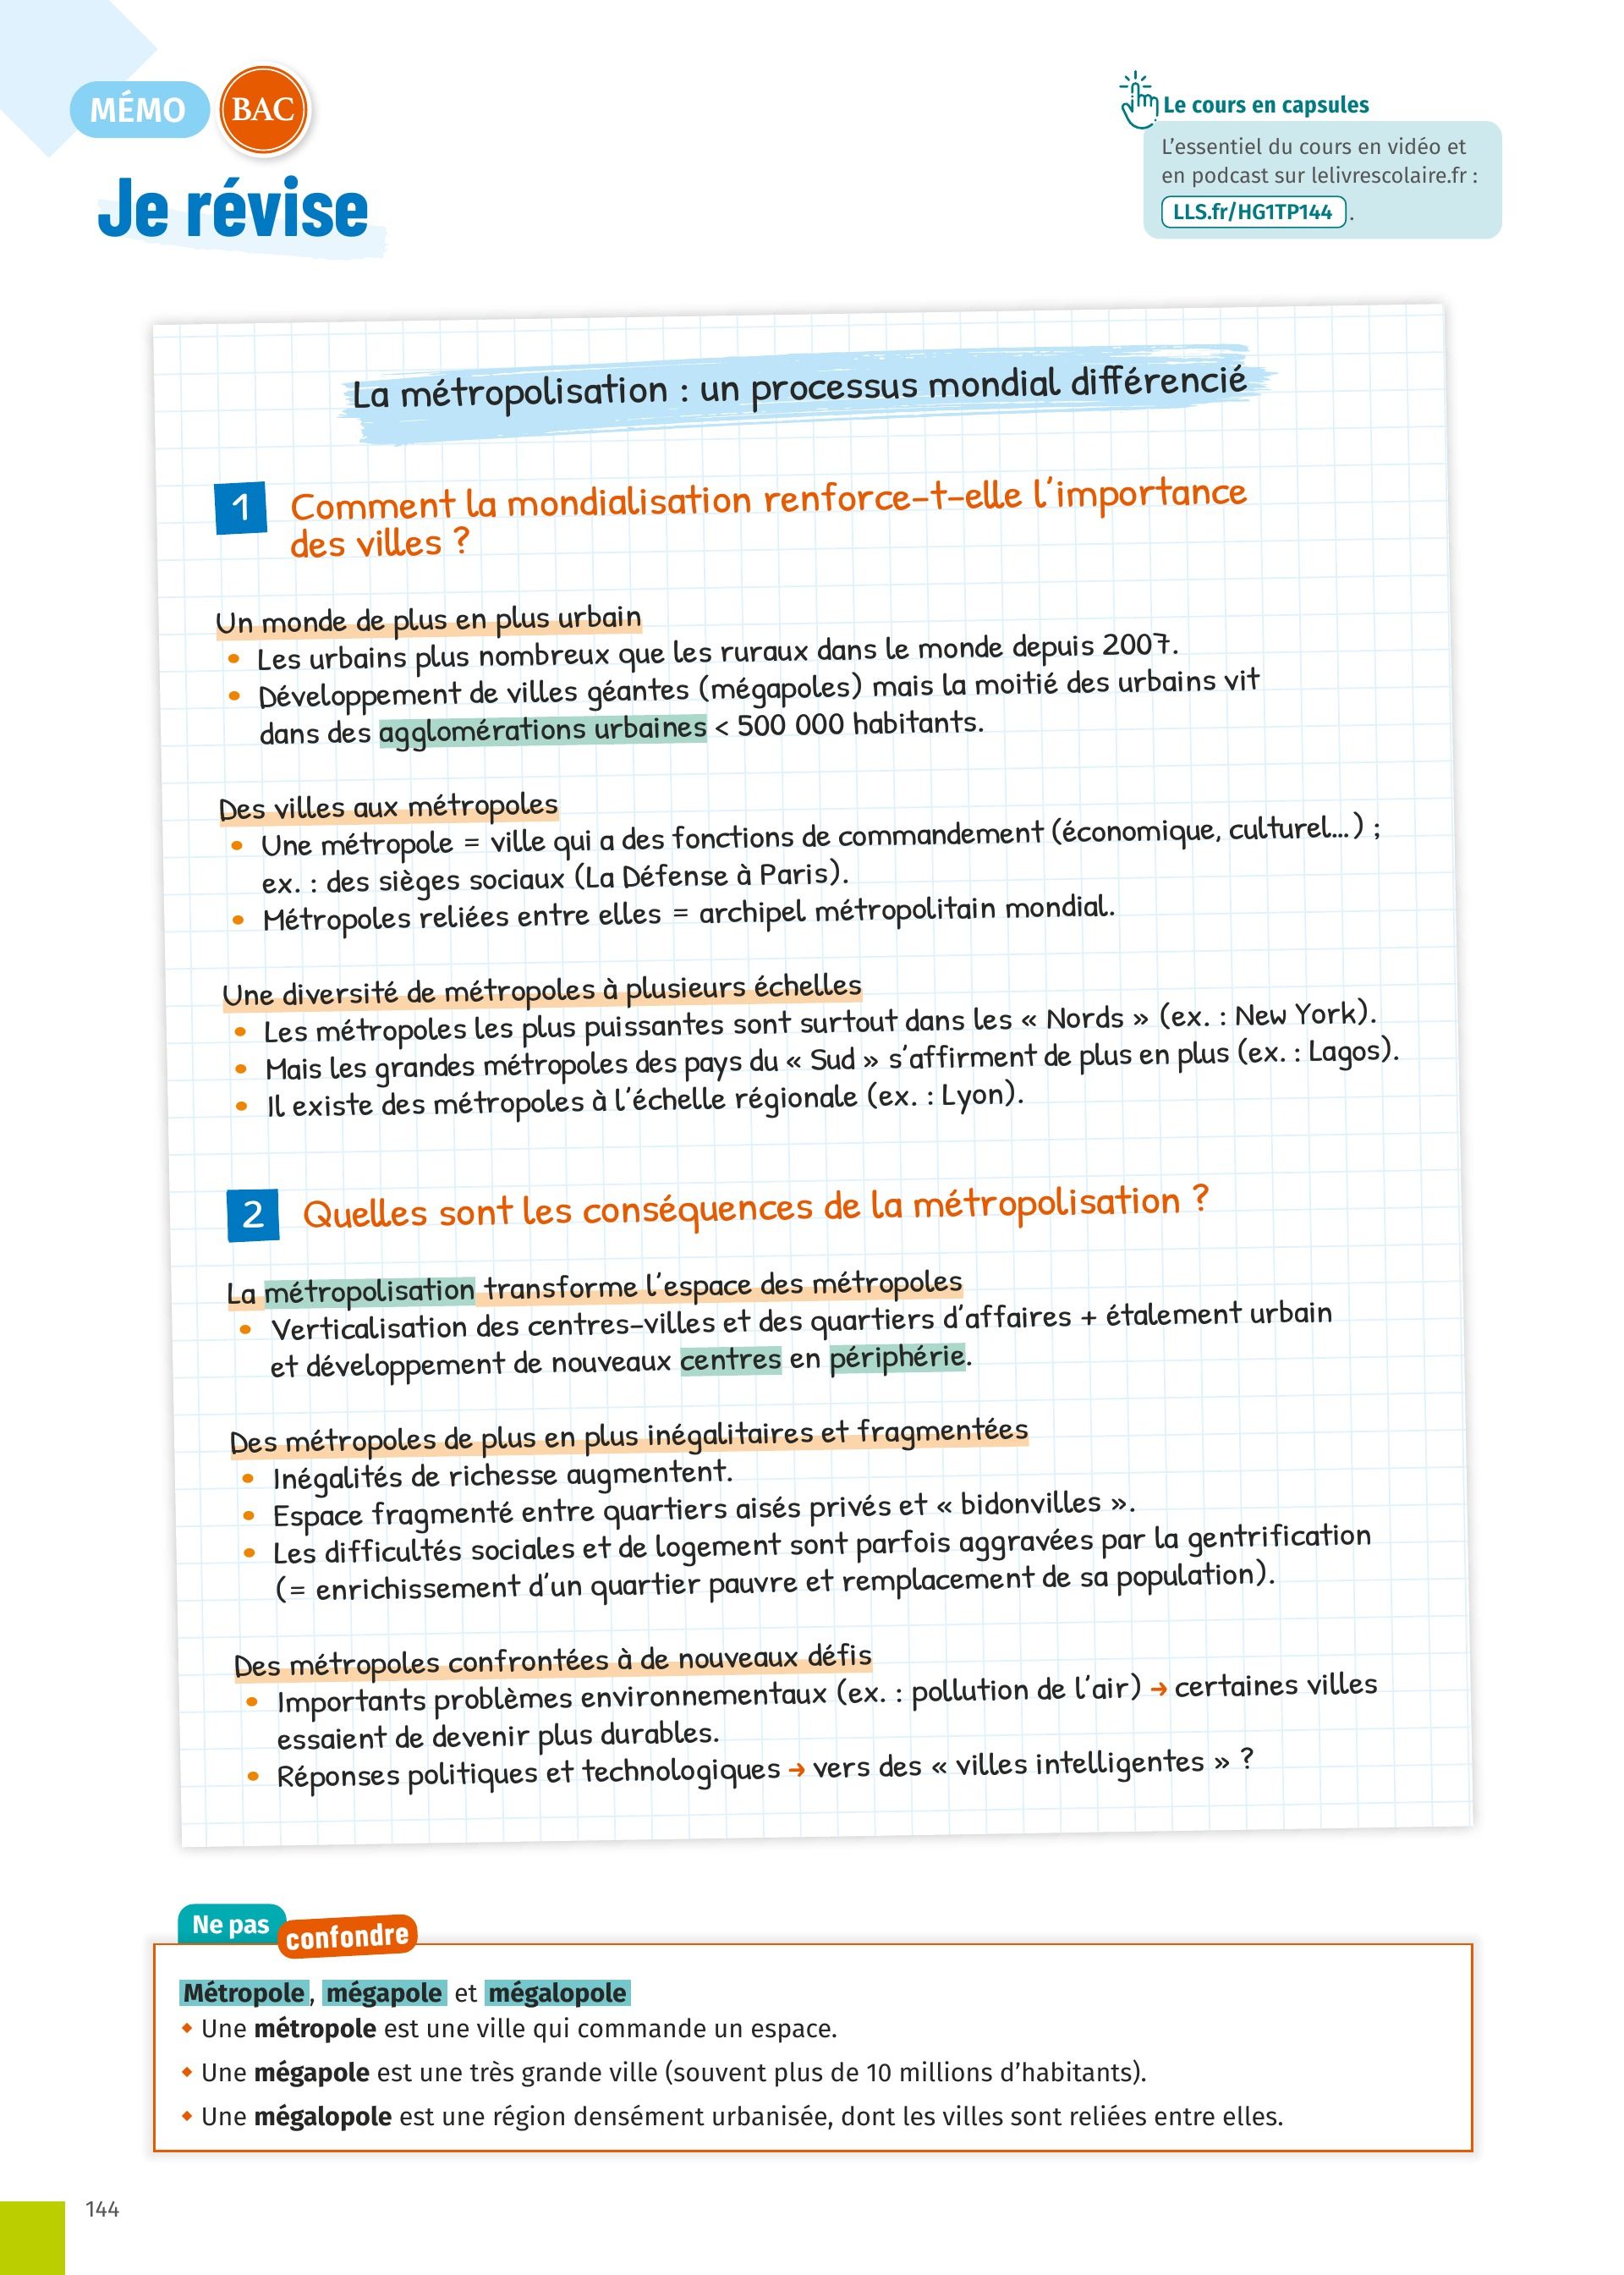 MÉMO
BAC
Je révise
Le cours en capsules
L'essentiel du cours en vidéo et
en podcast sur lelivrescolaire.fr :
LLS.fr/HG1TP144 .
La métropolisation : un processus mondial différencié
1 Comment la mondialisation renforce-t-elle l'importance
des villes ?
Un monde de plus en plus urbain
• Les urbains plus nombreux que les ruraux dans le monde depuis 2007.
• Développement de villes géantes (mégapoles) mais la moitié des urbains vit
dans des agglomérations urbaines < 500 000 habitants.
Des villes aux métropoles
• Une métropole = ville qui a des fonctions de commandement (économique, culturel...) ;
ex. : des sièges sociaux (La Défense à Paris).
• Métropoles reliées entre elles = archipel métropolitain mondial.
Une diversité de métropoles à plusieurs échelles
• Les métropoles les plus puissantes sont surtout dans les « Nords » (ex. : New York).
• Mais les grandes métropoles des pays du « Sud » s'affirment de plus en plus (ex. : Lagos).
• Il existe des métropoles à l'échelle régionale (ex. : Lyon).
2 Quelles sont les conséquences de la métropolisation ?
La métropolisation transforme l'espace des métropoles
• Verticalisation des centres-villes et des quartiers d'affaires + étalement urbain
et développement de nouveaux centres en périphérie.
Des métropoles de plus en plus inégalitaires et fragmentées
• Inégalités de richesse augmentent.
• Espace fragmenté entre quartiers aisés privés et « bidonvilles ».
• Les difficultés sociales et de logement sont parfois aggravées par la gentrification
(= enrichissement d'un quartier pauvre et remplacement de sa population).
Des métropoles confrontées à de nouveaux défis
• Importants problèmes environnementaux (ex. : pollution de l'air) → certaines villes
essaient de devenir plus durables.
• Réponses politiques et technologiques → vers des « villes intelligentes » ?
Ne pas confondre
Métropole, mégapole et mégalopole
◆ Une métropole est une ville qui commande un espace.
◆ Une mégapole est une très grande ville (souvent plus de 10 millions d'habitants).
◆ Une mégalopole est une région densément urbanisée, dont les villes sont reliées entre elles.
144